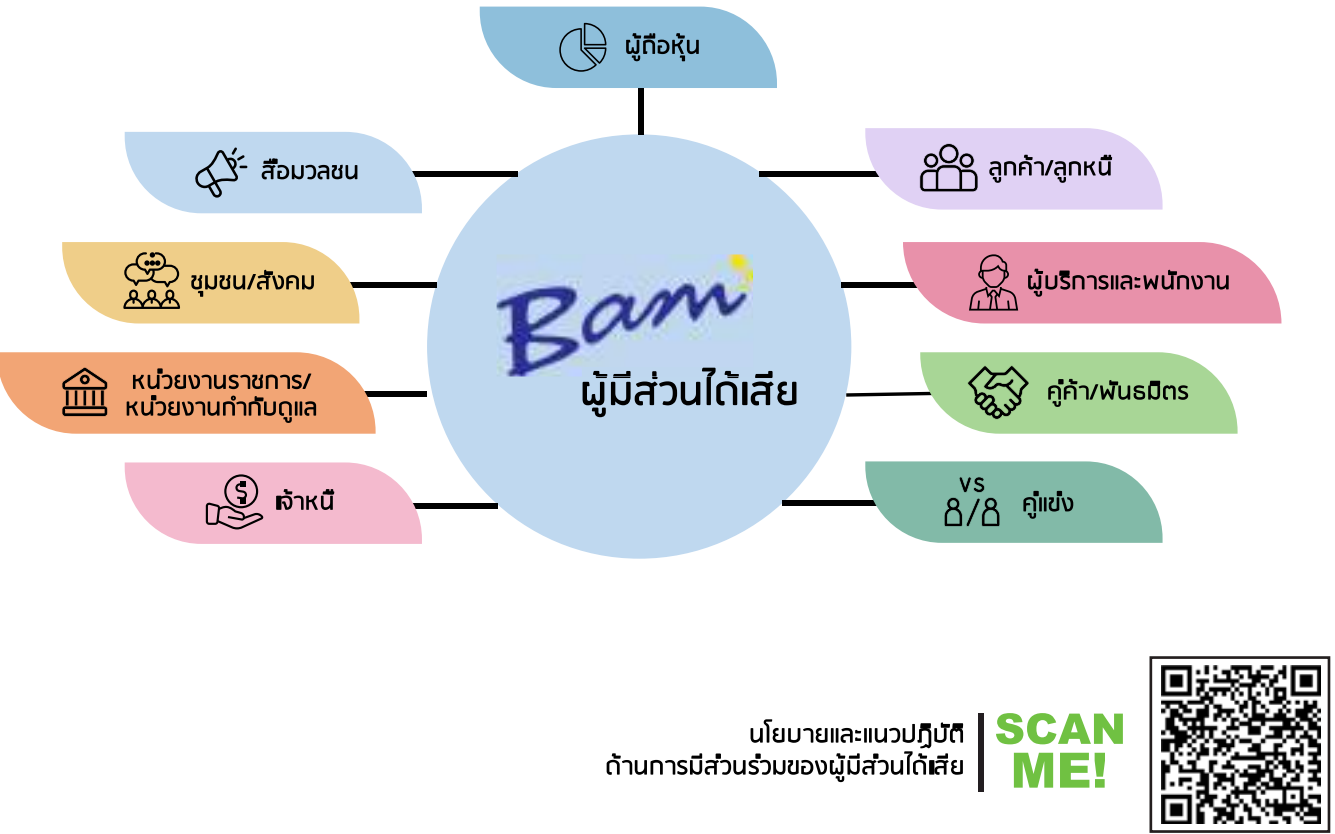 ผู้ถือหุ้น
สื่อมวลชน
ลูกค้า/ลูกหนี้
ชุมชน/สังคม
ผู้บริการและพนักงาน
Bam
ผู้มีส่วนได้เสีย
หน่วยงานราชการ/
หน่วยงานกำกับดูแล
คู่ค้า/พันธมิตร
เจ้าหนี้
VS
คู่แข่ง
นโยบายและแนวปฏิบัติ
ด้านการมีส่วนร่วมของผู้มีส่วนได้เสีย
SCAN
ME!